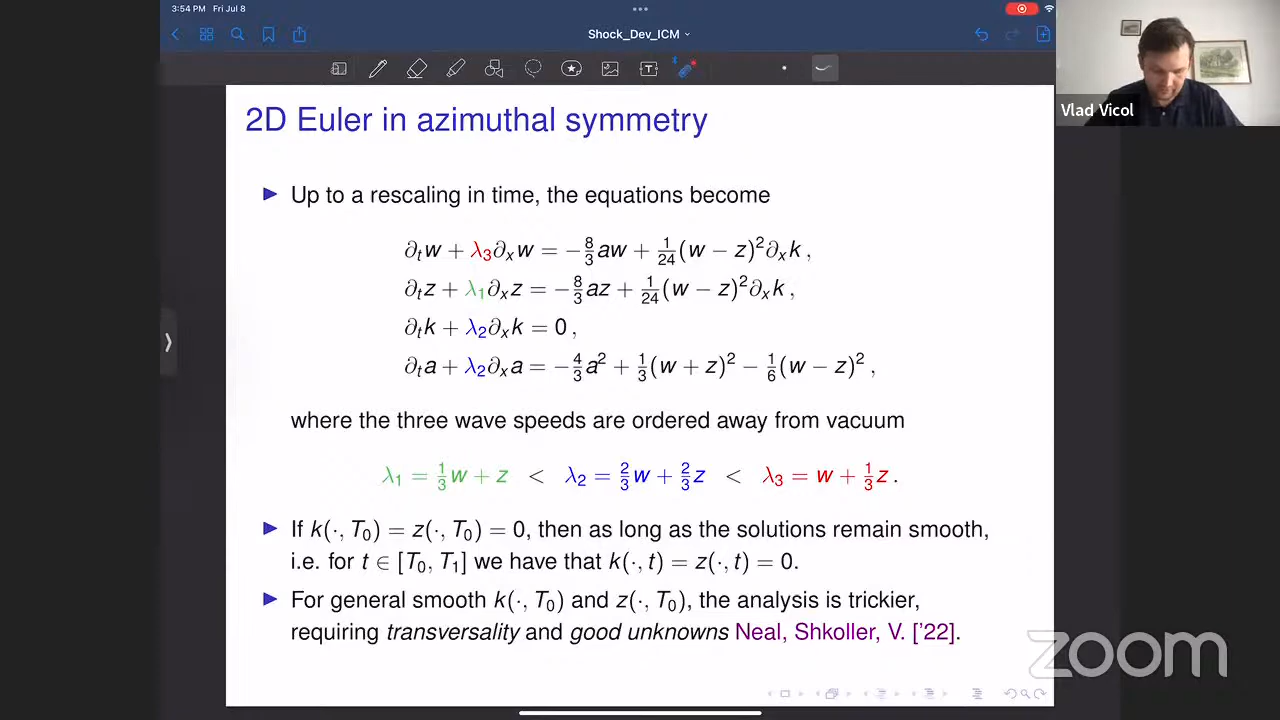 3:54 PM Fri Jul 8
Shock_Dev_ICM
Vlad Vicol
2D Euler in azimuthal symmetry
Up to a rescaling in time, the equations become
∂ₜw + λ₃∂ₓw = −8/3 aw + 1/24 (w − z)²∂ₓk ,
∂ₜz + λ₁∂ₓz = −8/3 az + 1/24 (w − z)²∂ₓk ,
∂ₜk + λ₂∂ₓk = 0 ,
∂ₜa + λ₂∂ₓa = −4/3 a² + 1/3 (w + z)² − 1/6 (w − z)² ,
where the three wave speeds are ordered away from vacuum
λ₁ = 1/3 w + z < λ₂ = 2/3 w + 2/3 z < λ₃ = w + 1/3 z .
If k(·, T₀) = z(·, T₀) = 0, then as long as the solutions remain smooth,
i.e. for t ∈ [T₀, T₁] we have that k(·, t) = z(·, t) = 0.
For general smooth k(·, T₀) and z(·, T₀), the analysis is trickier,
requiring transversality and good unknowns Neal, Shkoller, V. ['22].
zoom